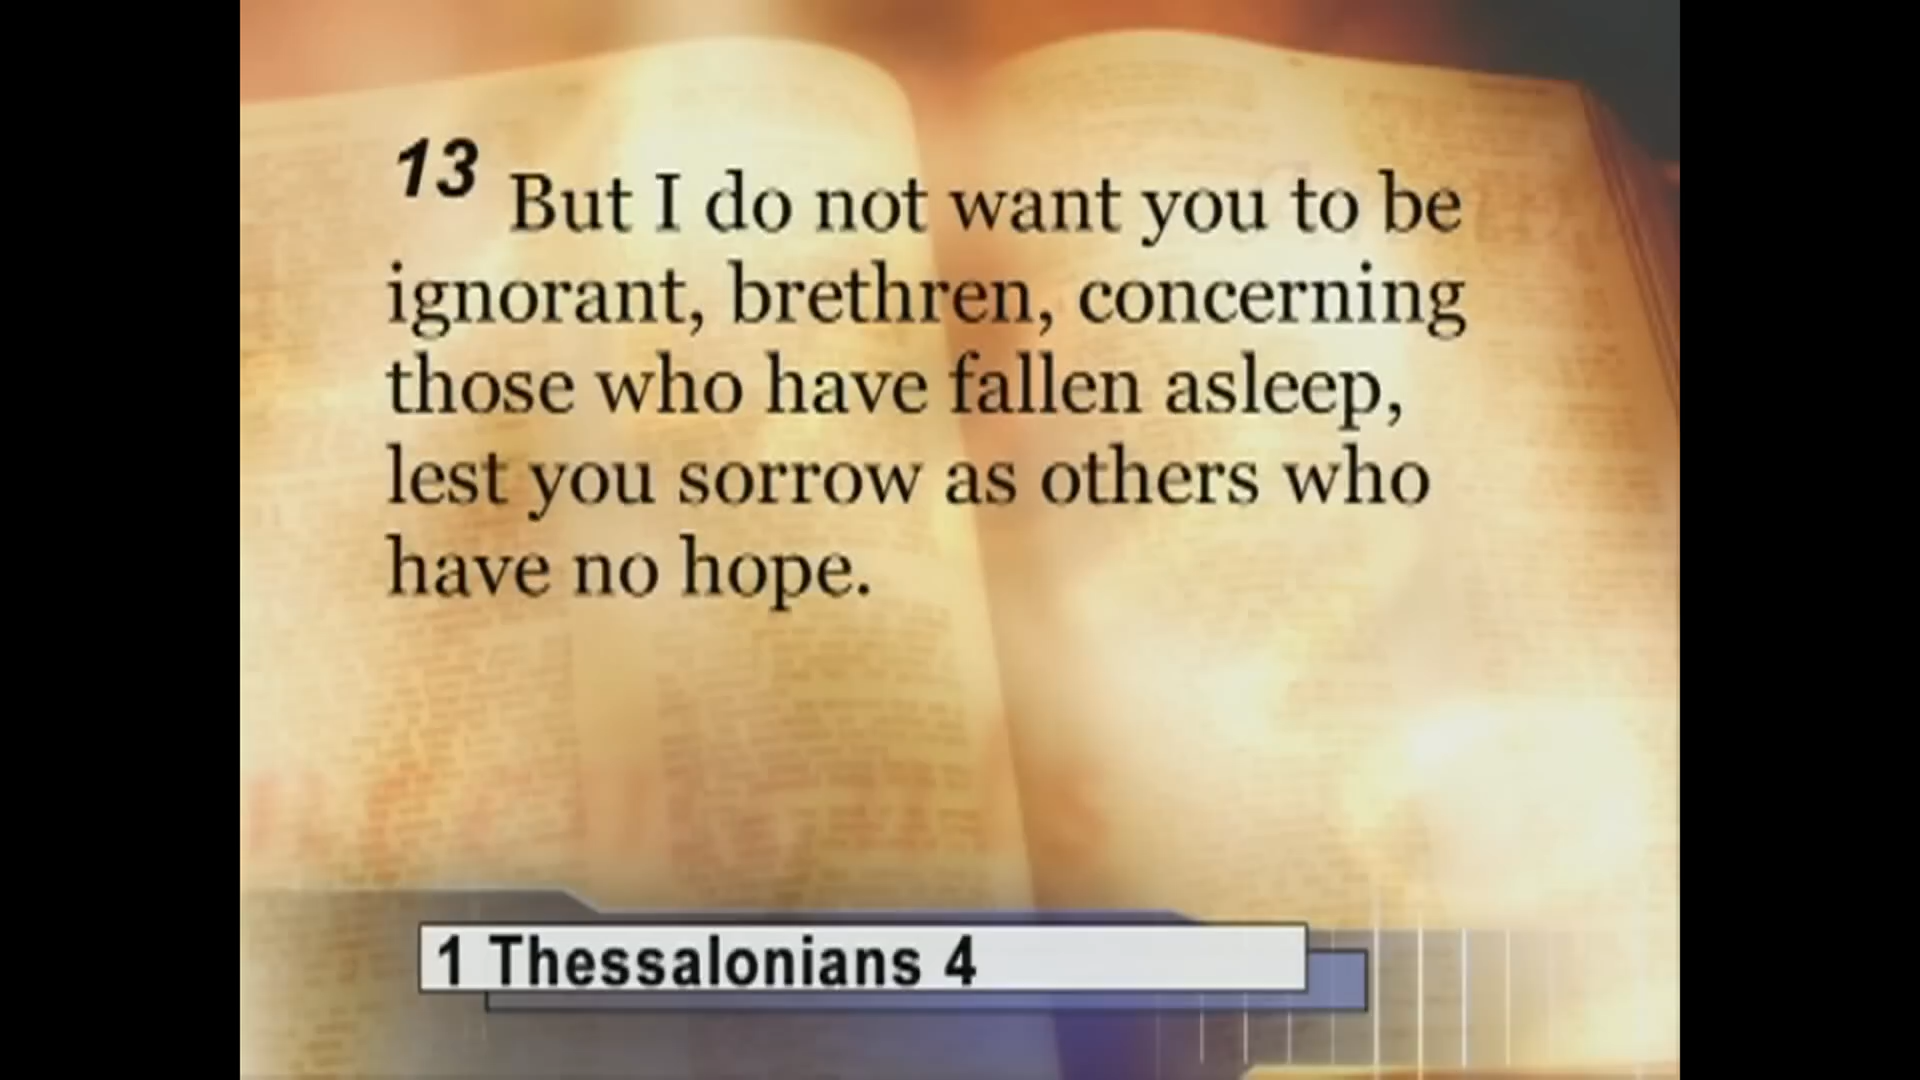 13 But I do not want you to be
ignorant, brethren, concerning
those who have fallen asleep,
lest you sorrow as others who
have no hope.
1 Thessalonians 4